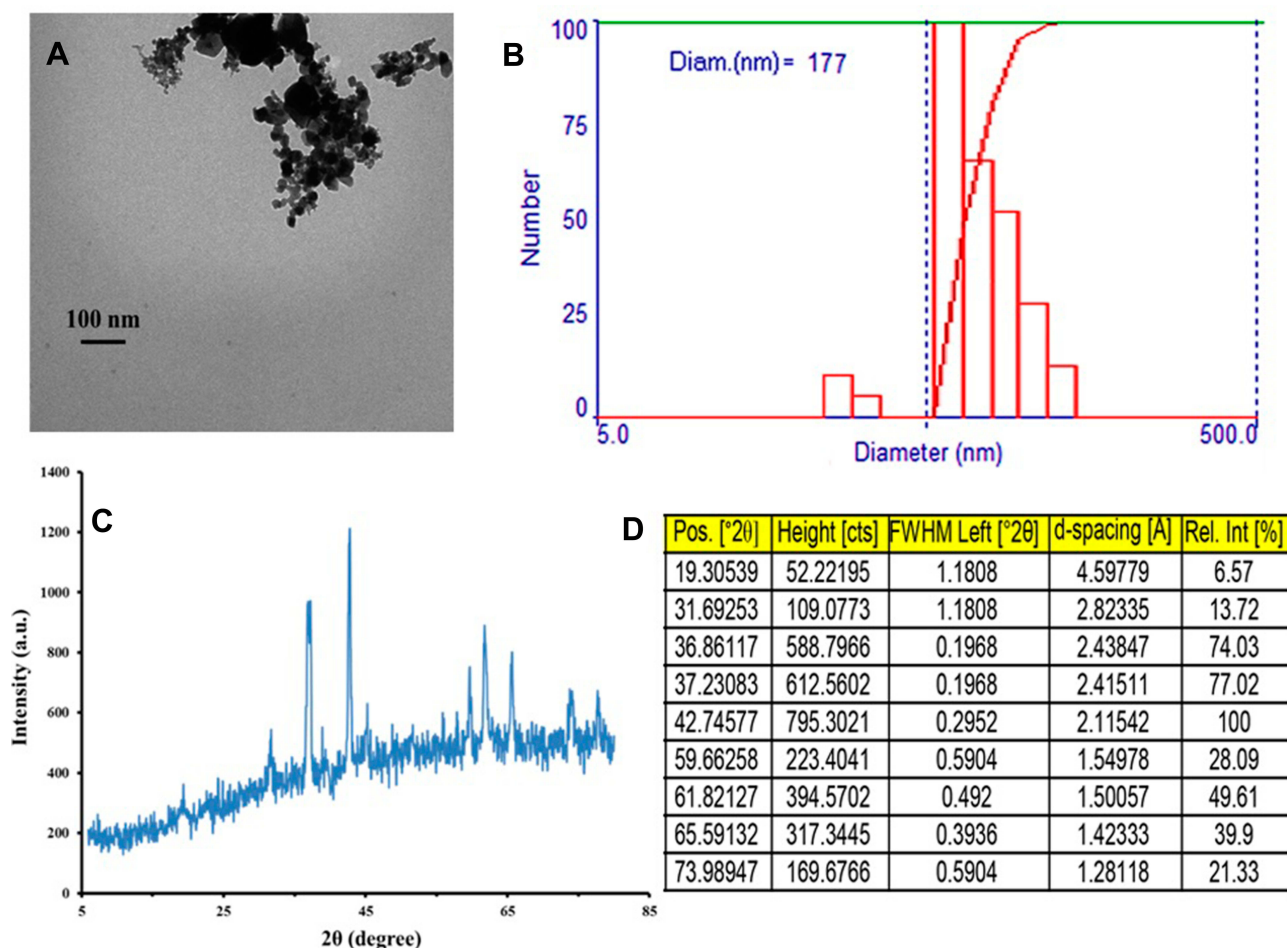 A
100 nm
B
Diam.(nm) = 177
100
75
50
25
0
Number
5.0
500.0
Diameter (nm)
C
1400
1200
1000
800
600
400
200
0
Intensity (a.u.)
5
25
45
65
85
2θ (degree)
D
Pos. [°2θ] Height [cts] FWHM Left [°2θ] d-spacing [A] Rel. Int [%]
19.30539 52.22195 1.1808 4.59779 6.57
31.69253 109.0773 1.1808 2.82335 13.72
36.86117 588.7966 0.1968 2.43847 74.03
37.23083 612.5602 0.1968 2.41511 77.02
42.74577 795.3021 0.2952 2.11542 100
59.66258 223.4041 0.5904 1.54978 28.09
61.82127 394.5702 0.492 1.50057 49.61
65.59132 317.3445 0.3936 1.42333 39.9
73.98947 169.6766 0.5904 1.28118 21.33